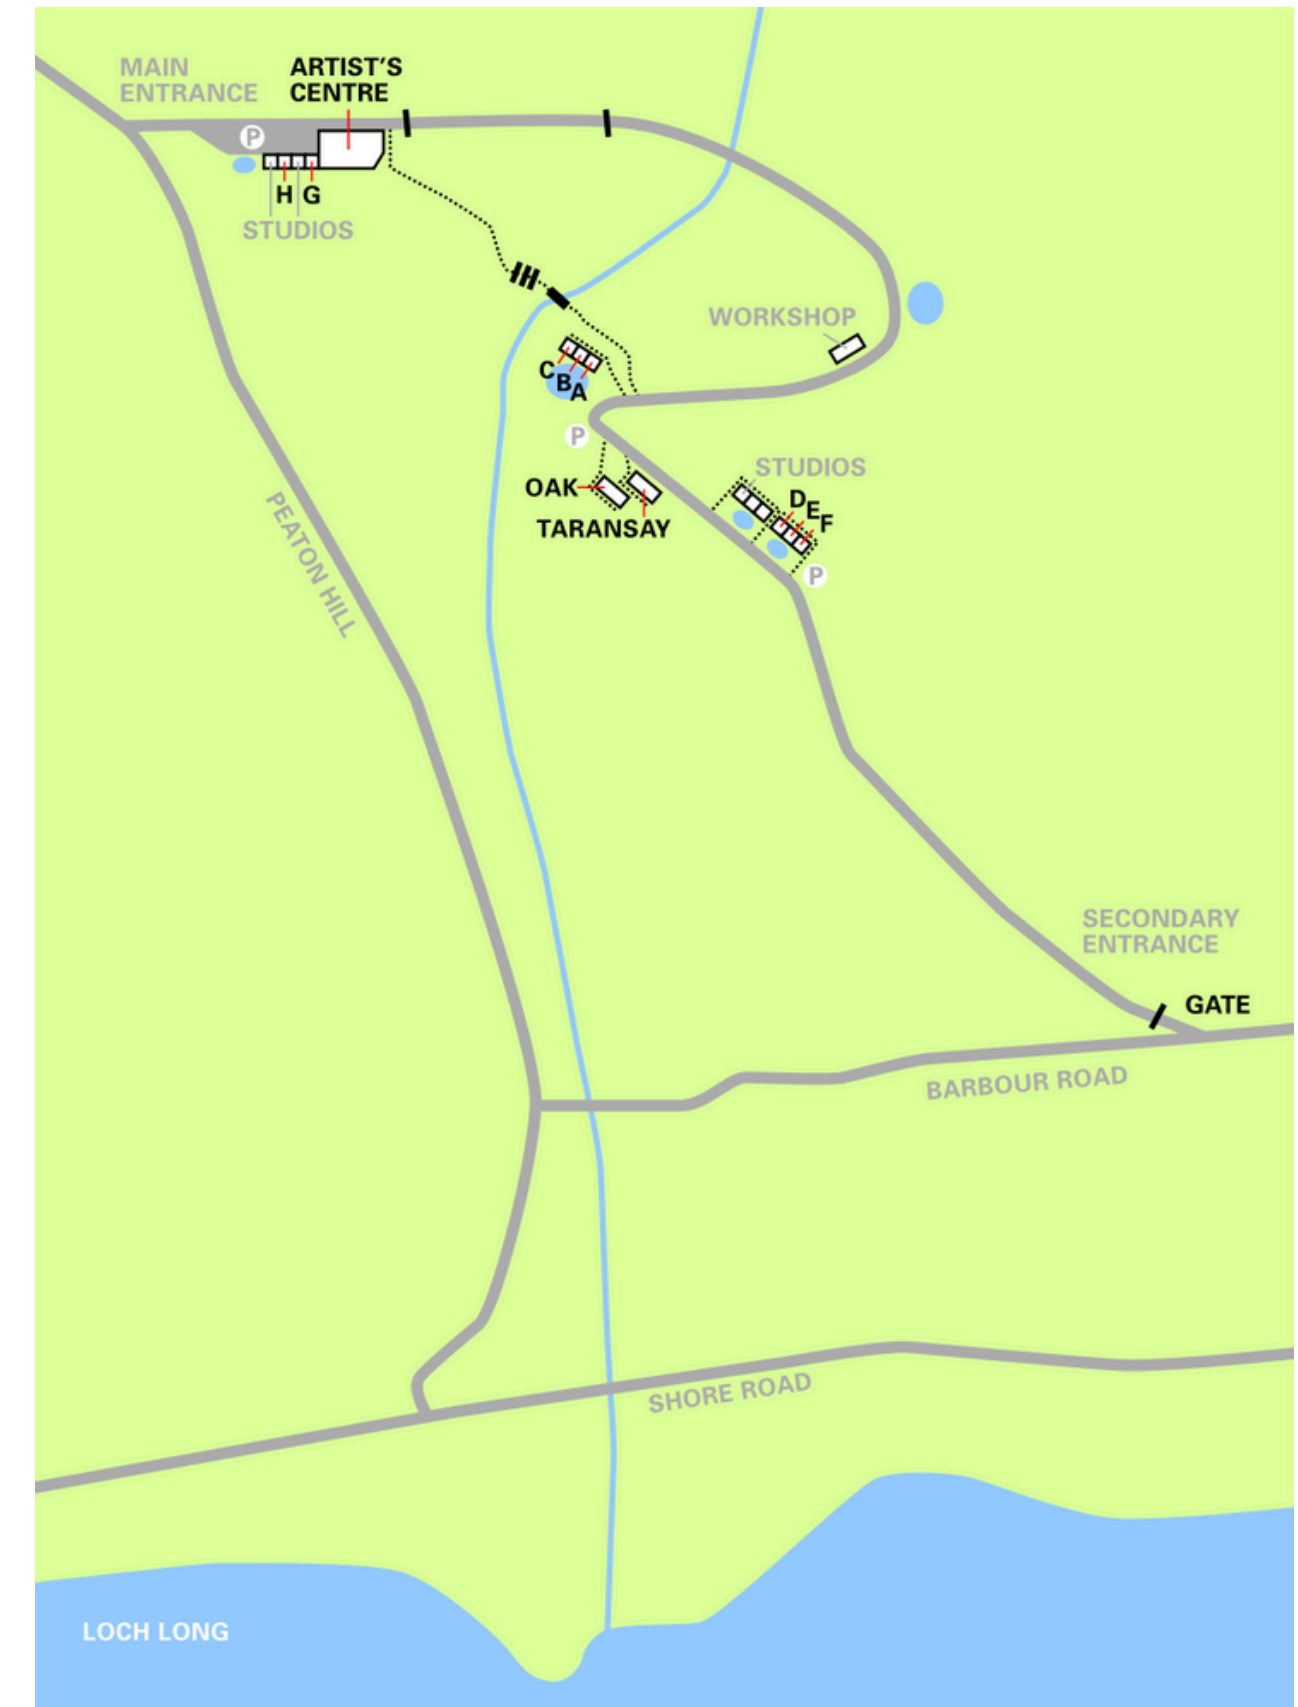 MAIN
ENTRANCE
ARTIST'S
CENTRE
P
H G
STUDIOS
WORKSHOP
C
B
A
P
STUDIOS
OAK
D
E
F
TARANSAY
P
PEATON HILL
SECONDARY
ENTRANCE
GATE
BARBOUR ROAD
SHORE ROAD
LOCH LONG